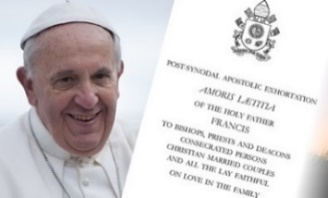 POST-SYNODAL APOSTOLIC EXHORTATION
AMORIS LÆTITIA
OF THE HOLY FATHER
FRANCIS
TO BISHOPS, PRIESTS AND DEACONS
CONSECRATED PERSONS
CHRISTIAN MARRIED COUPLES
AND ALL THE LAY FAITHFUL
ON LOVE IN THE FAMILY